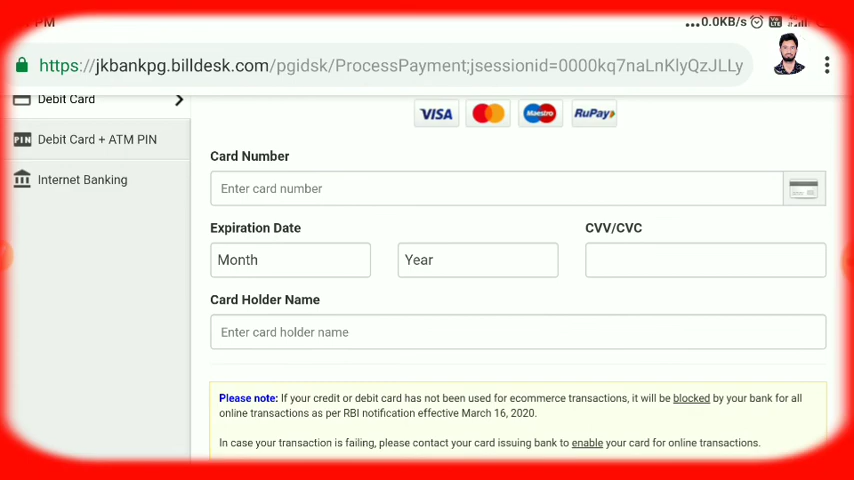 PM
...0.0KB/s
https://jkbankpg.billdesk.com/pgidsk/ProcessPayment;jsessionid=0000kq7naLnKlyQzJLLy
Debit Card
VISA
Maestro
RuPay
PIN Debit Card + ATM PIN
Internet Banking
Card Number
Enter card number
Expiration Date
CVV/CVC
Month
Year
Card Holder Name
Enter card holder name
Please note: If your credit or debit card has not been used for ecommerce transactions, it will be blocked by your bank for all
online transactions as per RBI notification effective March 16, 2020.
In case your transaction is failing, please contact your card issuing bank to enable your card for online transactions.